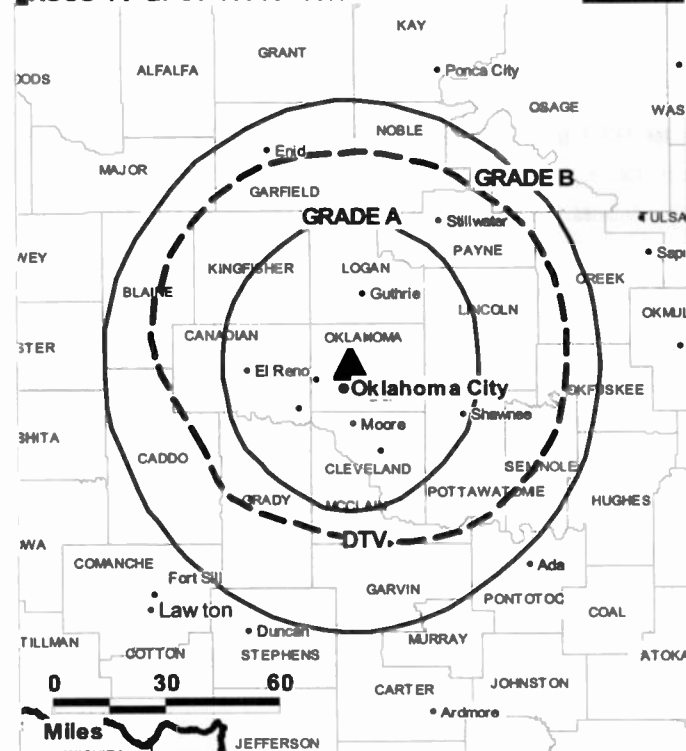 KAY
GRANT
ALFALFA
Ponca City
OODS
OSAGE
WAS
NOBLE
Enid
MAJOR
GRADE B
GARFIELD
GRADE A
Stillwater
TULSA
PAYNE
WEY
Sapu
KINGFISHER
LOGAN
CREEK
BLAINE
Guthrie
LINCOLN
OKMUL
CANADIAN
OKLAHOMA
STER
El Reno
Oklahoma City
OKFUSKEE
Shawnee
Moore
SHITA
CADDO
CLEVELAND
SEMINOLE
POTTAWATOMIE
GRADY
MCCLAIN
HUGHES
DTV
OWA
COMANCHE
Ada
Fort Sill
GARVIN
PONTOTOC
Lawton
COAL
Duncan
MURRAY
TILLMAN
COTTON
STEPHENS
ATOKA
0 30 60
CARTER
JOHNSTON
Ardmore
Miles
JEFFERSON